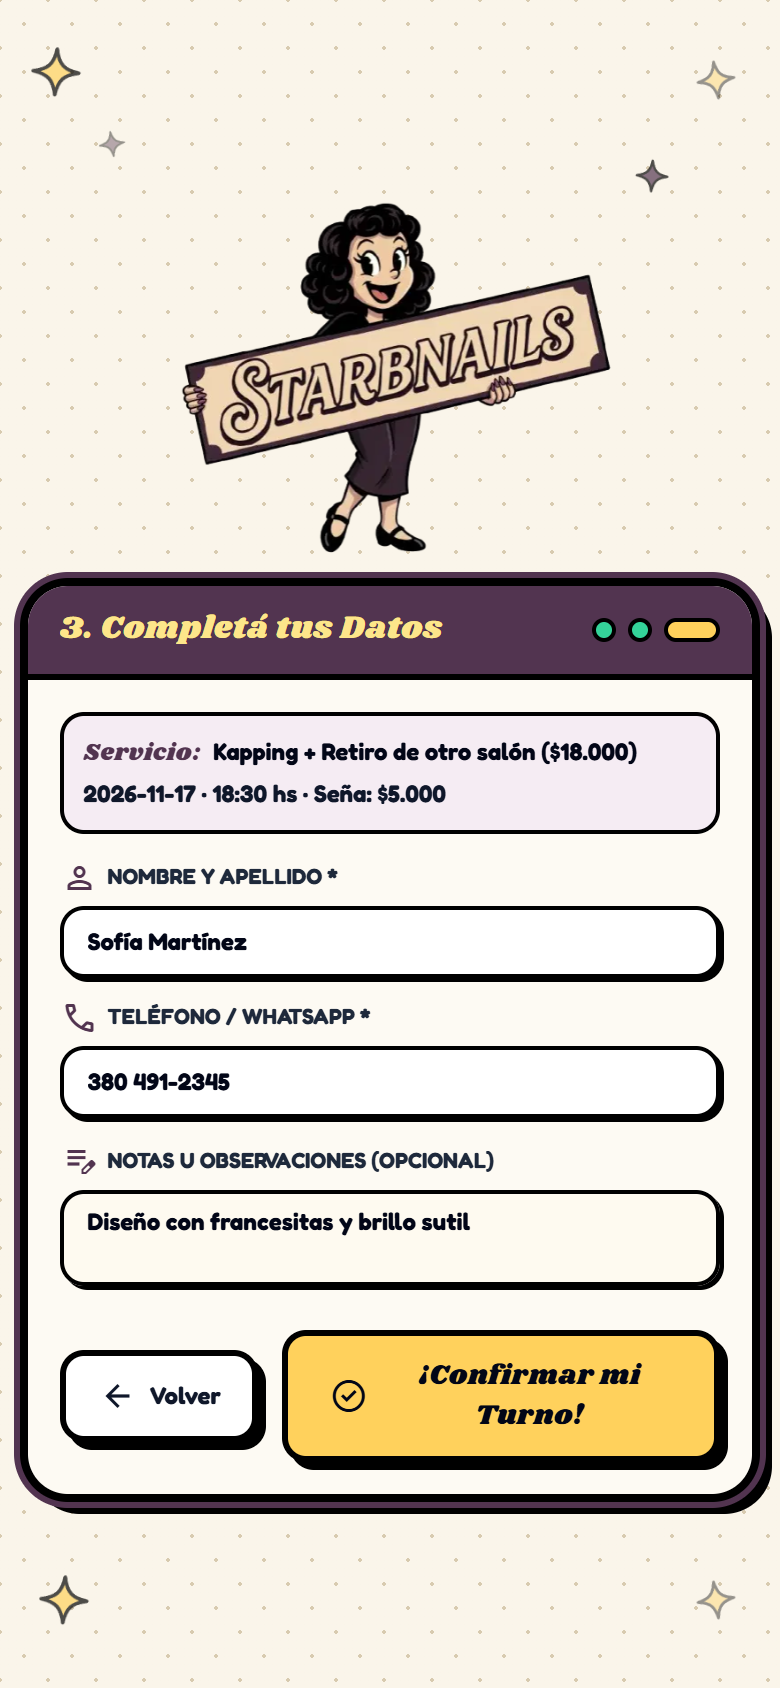 STARBNAILS
3. Completá tus Datos
Servicio: Kapping + Retiro de otro salón ($18.000)
2026-11-17 · 18:30 hs · Seña: $5.000
NOMBRE Y APELLIDO *
Sofía Martínez
TELÉFONO / WHATSAPP *
380 491-2345
NOTAS U OBSERVACIONES (OPCIONAL)
Diseño con francesitas y brillo sutil
Volver
¡Confirmar mi
Turno!